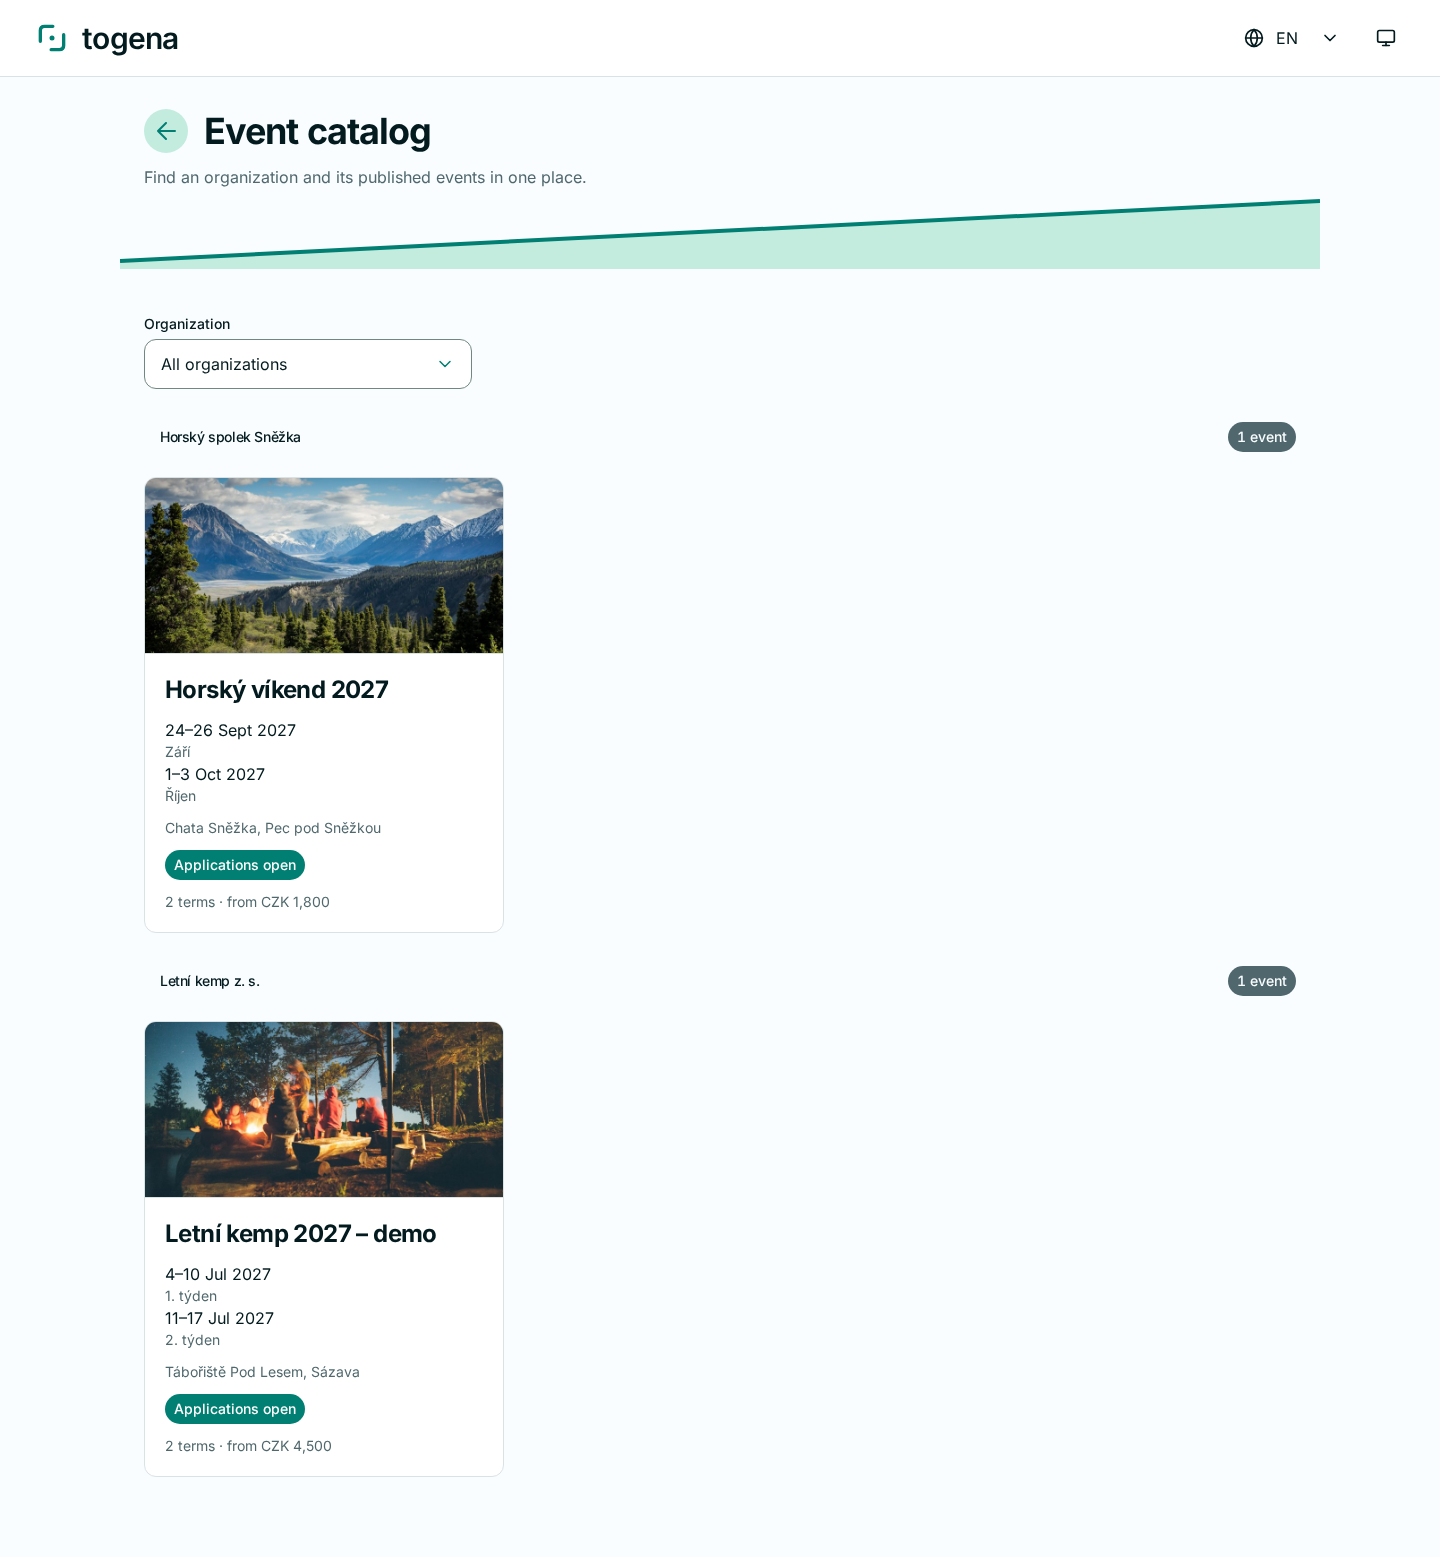 togena
EN
Event catalog
Find an organization and its published events in one place.
Organization
All organizations
Horský spolek Sněžka
1 event
Horský víkend 2027
24–26 Sept 2027
Září
1–3 Oct 2027
Říjen
Chata Sněžka, Pec pod Sněžkou
Applications open
2 terms · from CZK 1,800
Letní kemp z. s.
1 event
Letní kemp 2027 – demo
4–10 Jul 2027
1. týden
11–17 Jul 2027
2. týden
Tábořiště Pod Lesem, Sázava
Applications open
2 terms · from CZK 4,500